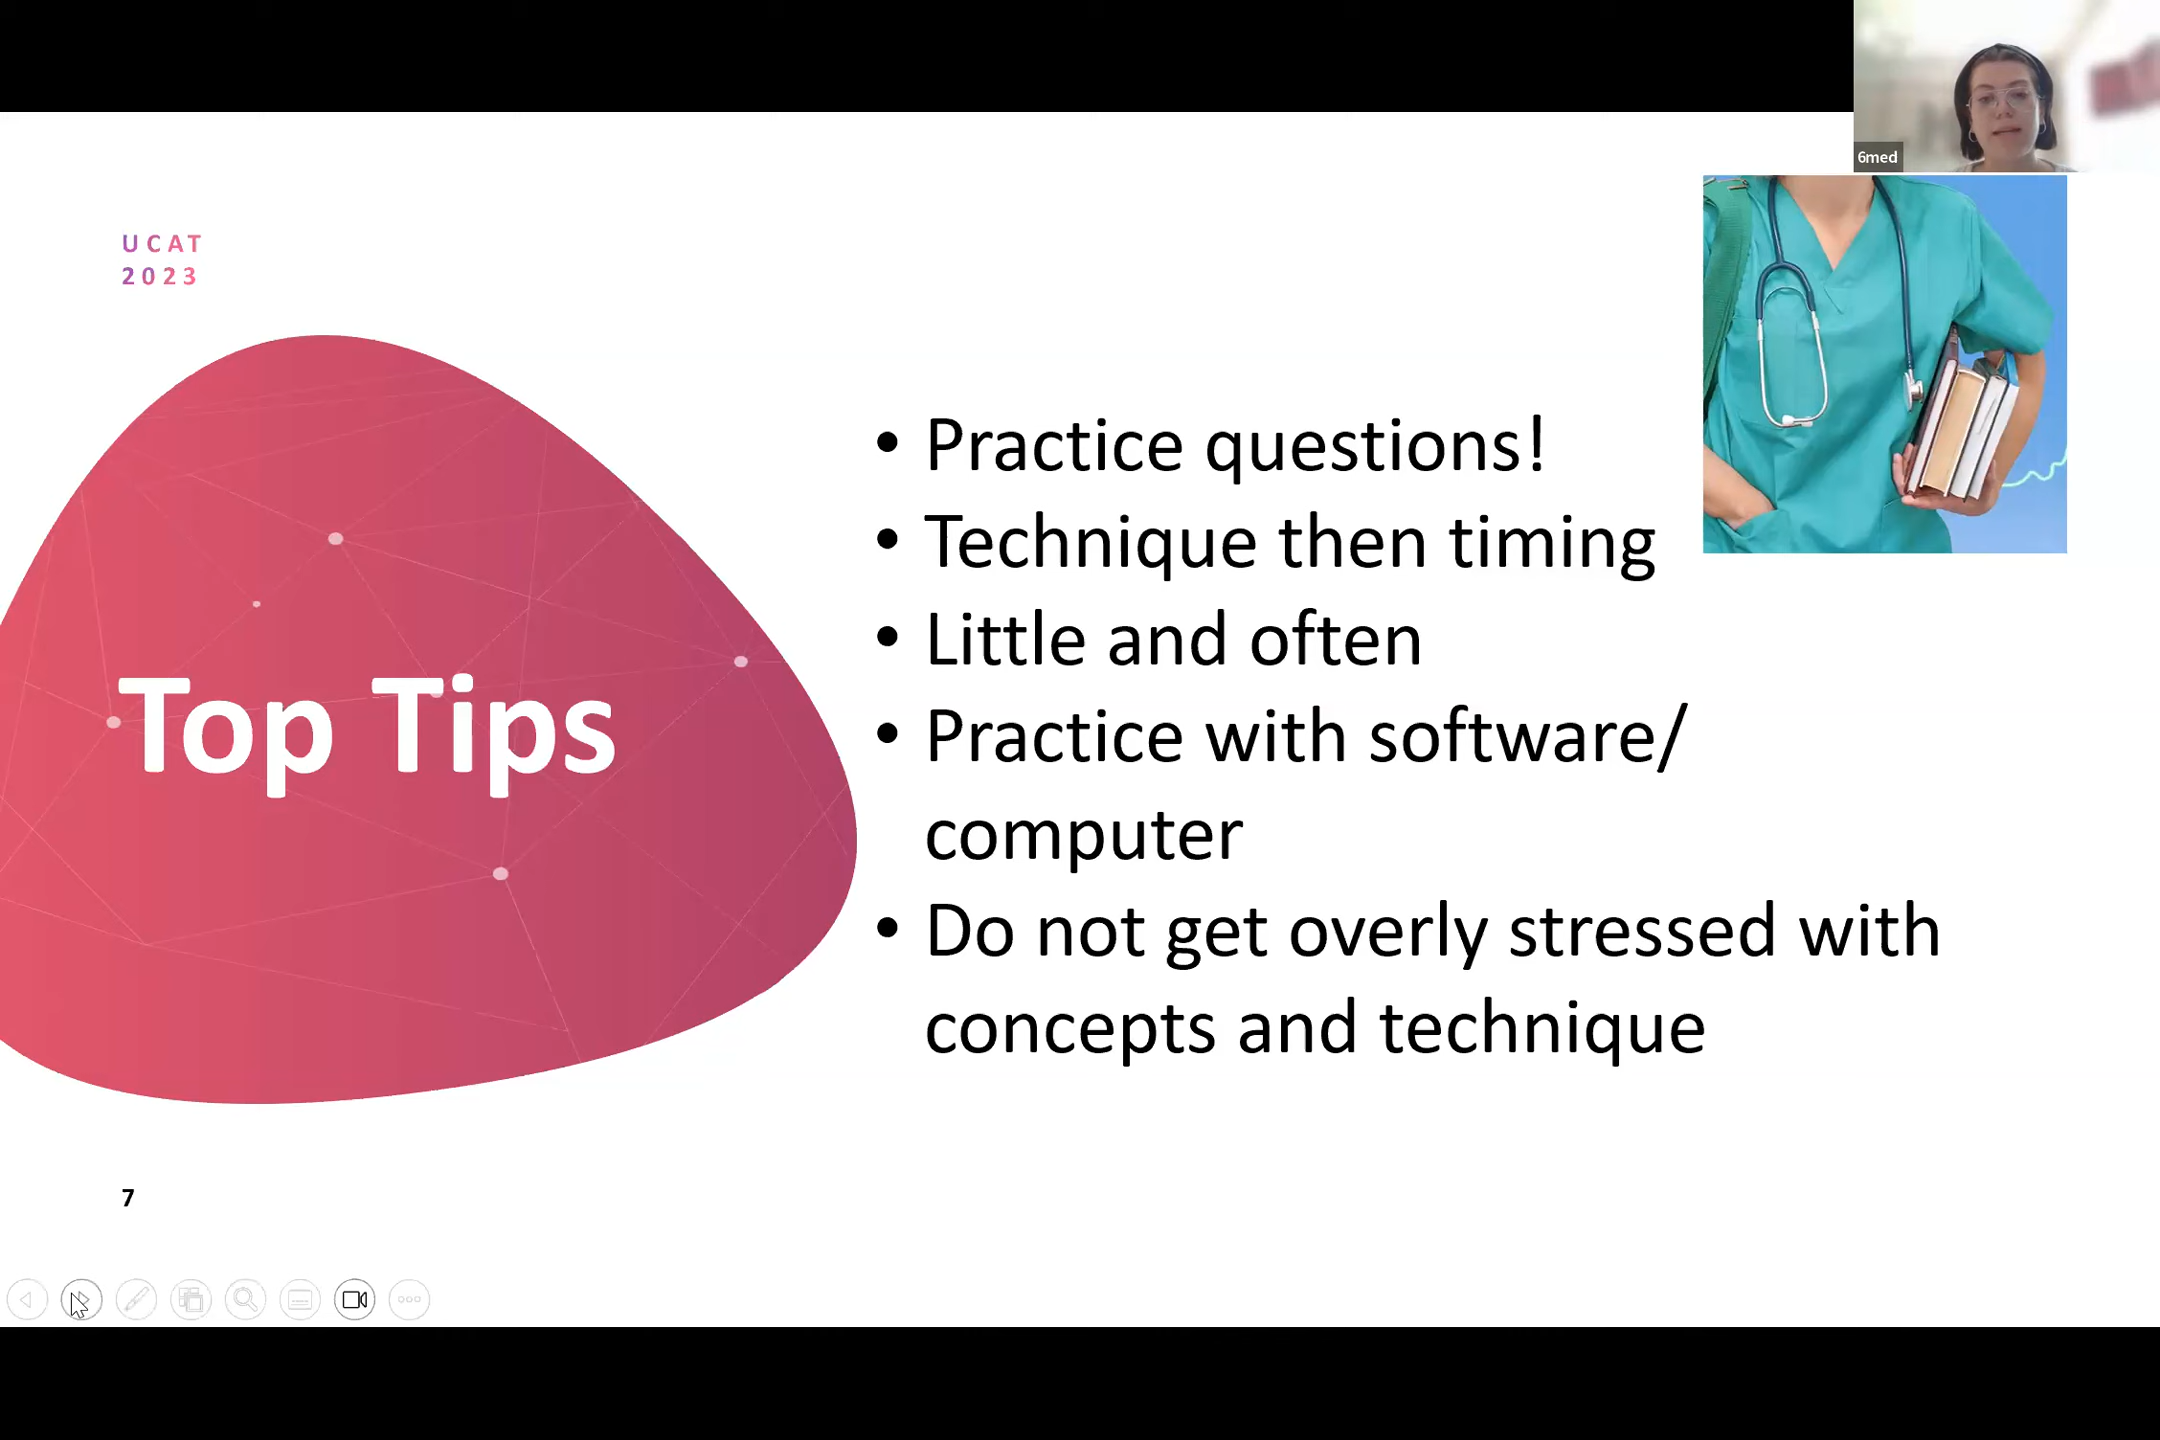 6med
UCAT
2023
Top Tips
• Practice questions!
• Technique then timing
• Little and often
• Practice with software/
computer
• Do not get overly stressed with
concepts and technique
7